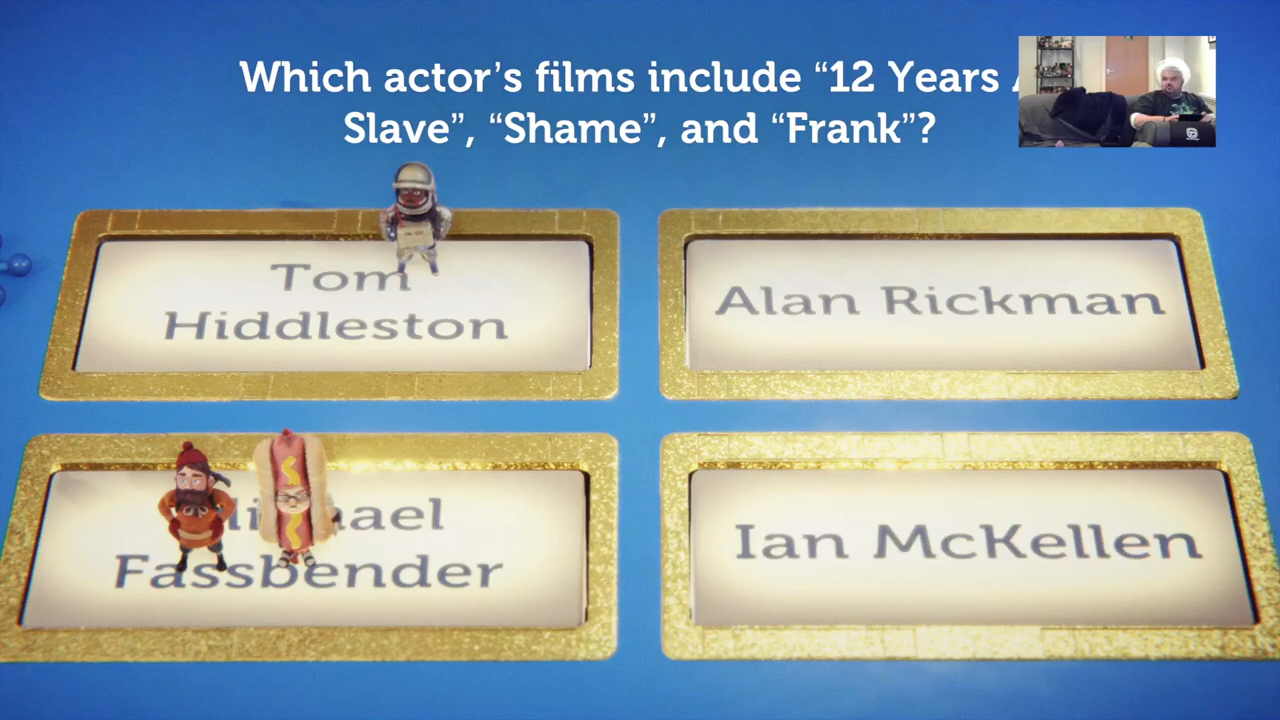 Which actor's films include “12 Years
Slave”, “Shame”, and “Frank”?
Tom
Hiddleston
Alan Rickman
Fassbender
Ian McKellen